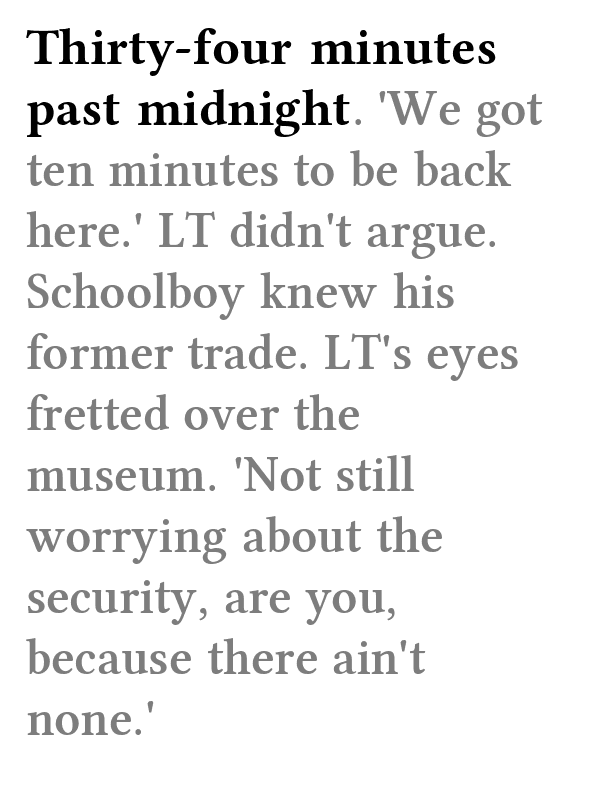 Thirty-four minutes
past midnight. 'We got
ten minutes to be back
here.' LT didn't argue.
Schoolboy knew his
former trade. LT's eyes
fretted over the
museum. 'Not still
worrying about the
security, are you,
because there ain't
none.'